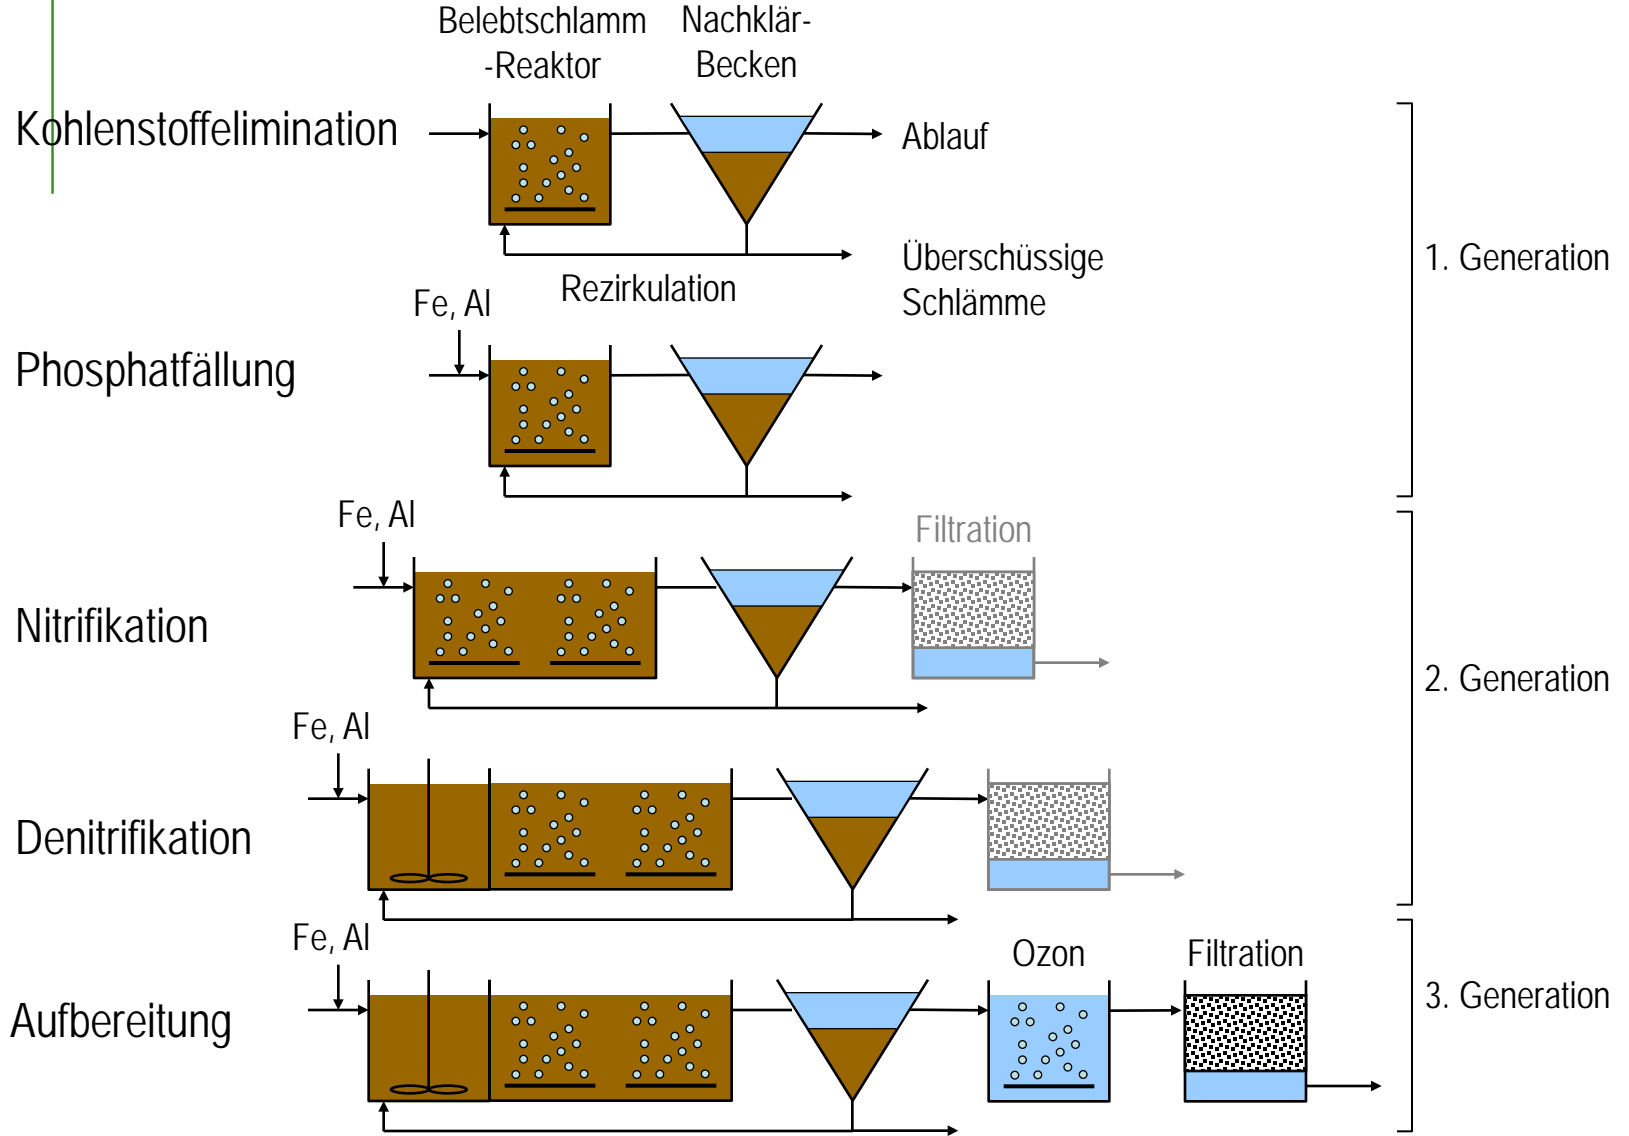 Belebtschlamm
-Reaktor
Nachklär-
Becken
Kohlenstoffelimination
Ablauf
Überschüssige
Schlämme
1. Generation
Rezirkulation
Fe, Al
Phosphatfällung
Fe, Al
Filtration
Nitrifikation
2. Generation
Fe, Al
Denitrifikation
Fe, Al
Ozon
Filtration
Aufbereitung
3. Generation